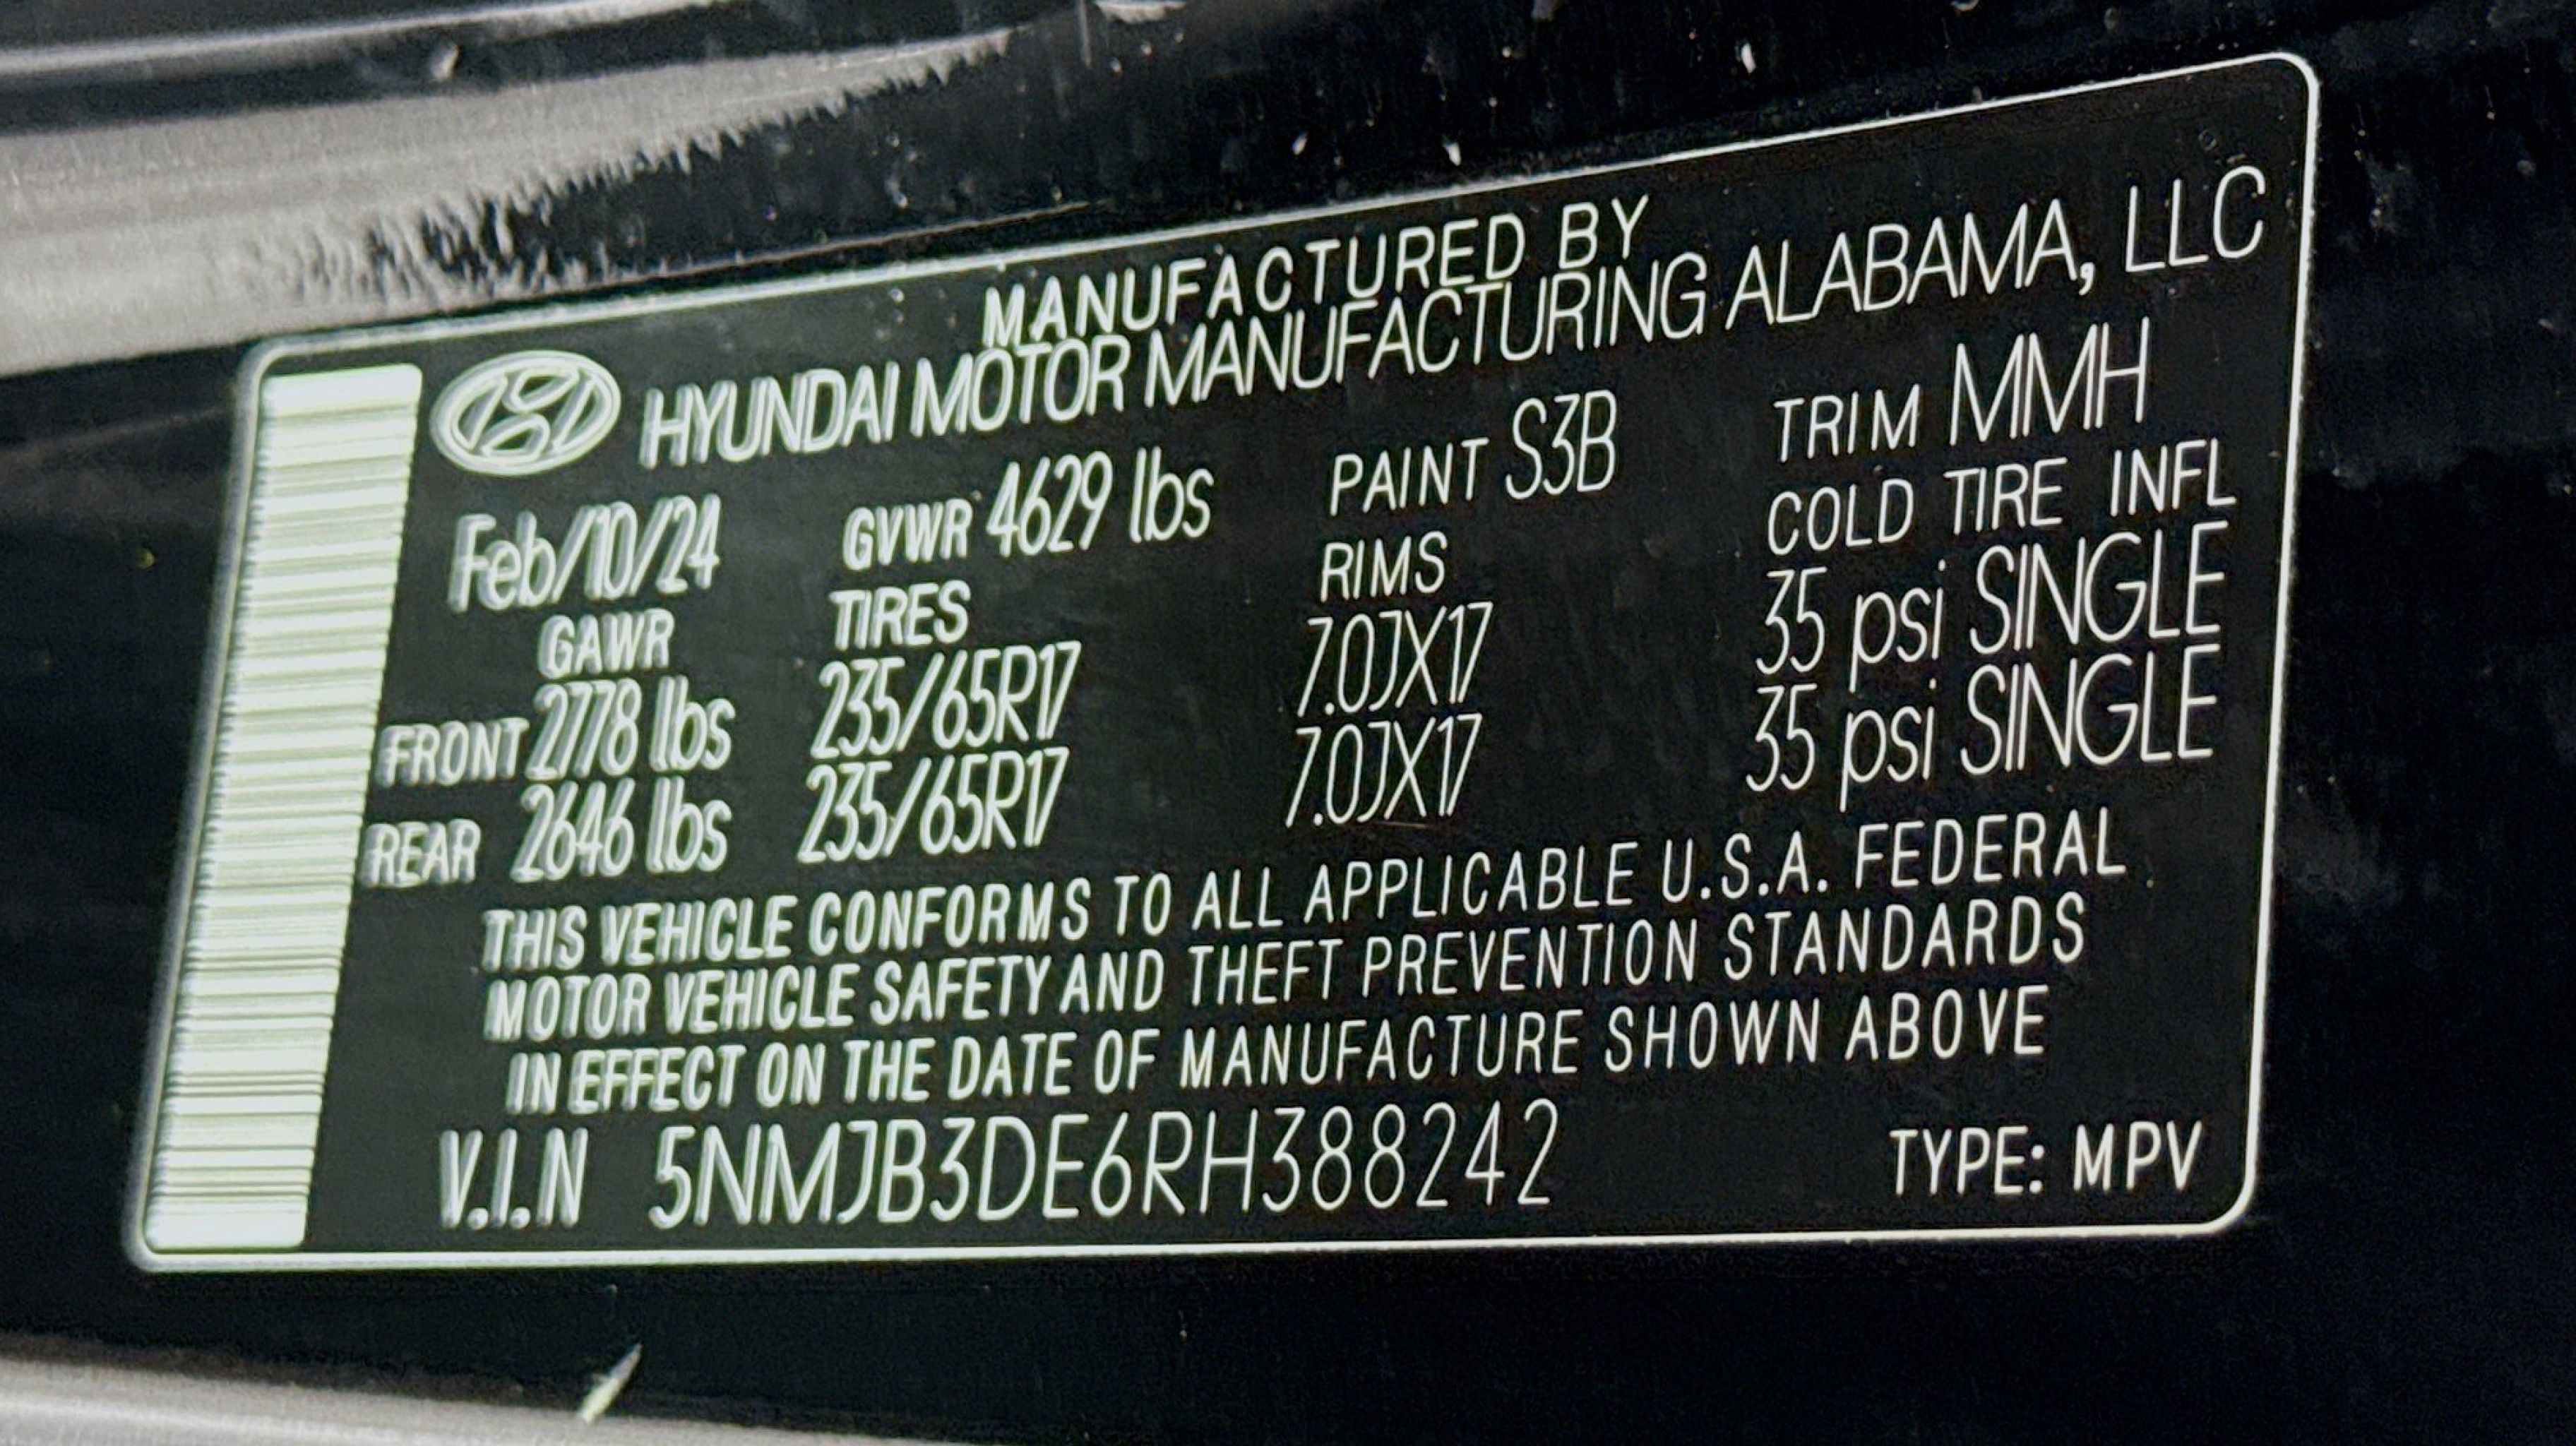 MANUFACTURED BY
HYUNDAI MOTOR MANUFACTURING ALABAMA, LLC
Feb/10/24 GVWR 4629 lbs PAINT S3B TRIM MMH
GAWR TIRES RIMS COLD TIRE INFL
FRONT 2778 lbs 235/65R17 7.0JX17 35 psi SINGLE
REAR 2646 lbs 235/65R17 7.0JX17 35 psi SINGLE
THIS VEHICLE CONFORMS TO ALL APPLICABLE U.S.A. FEDERAL
MOTOR VEHICLE SAFETY AND THEFT PREVENTION STANDARDS
IN EFFECT ON THE DATE OF MANUFACTURE SHOWN ABOVE
V.I.N 5NMJB3DE6RH388242 TYPE: MPV